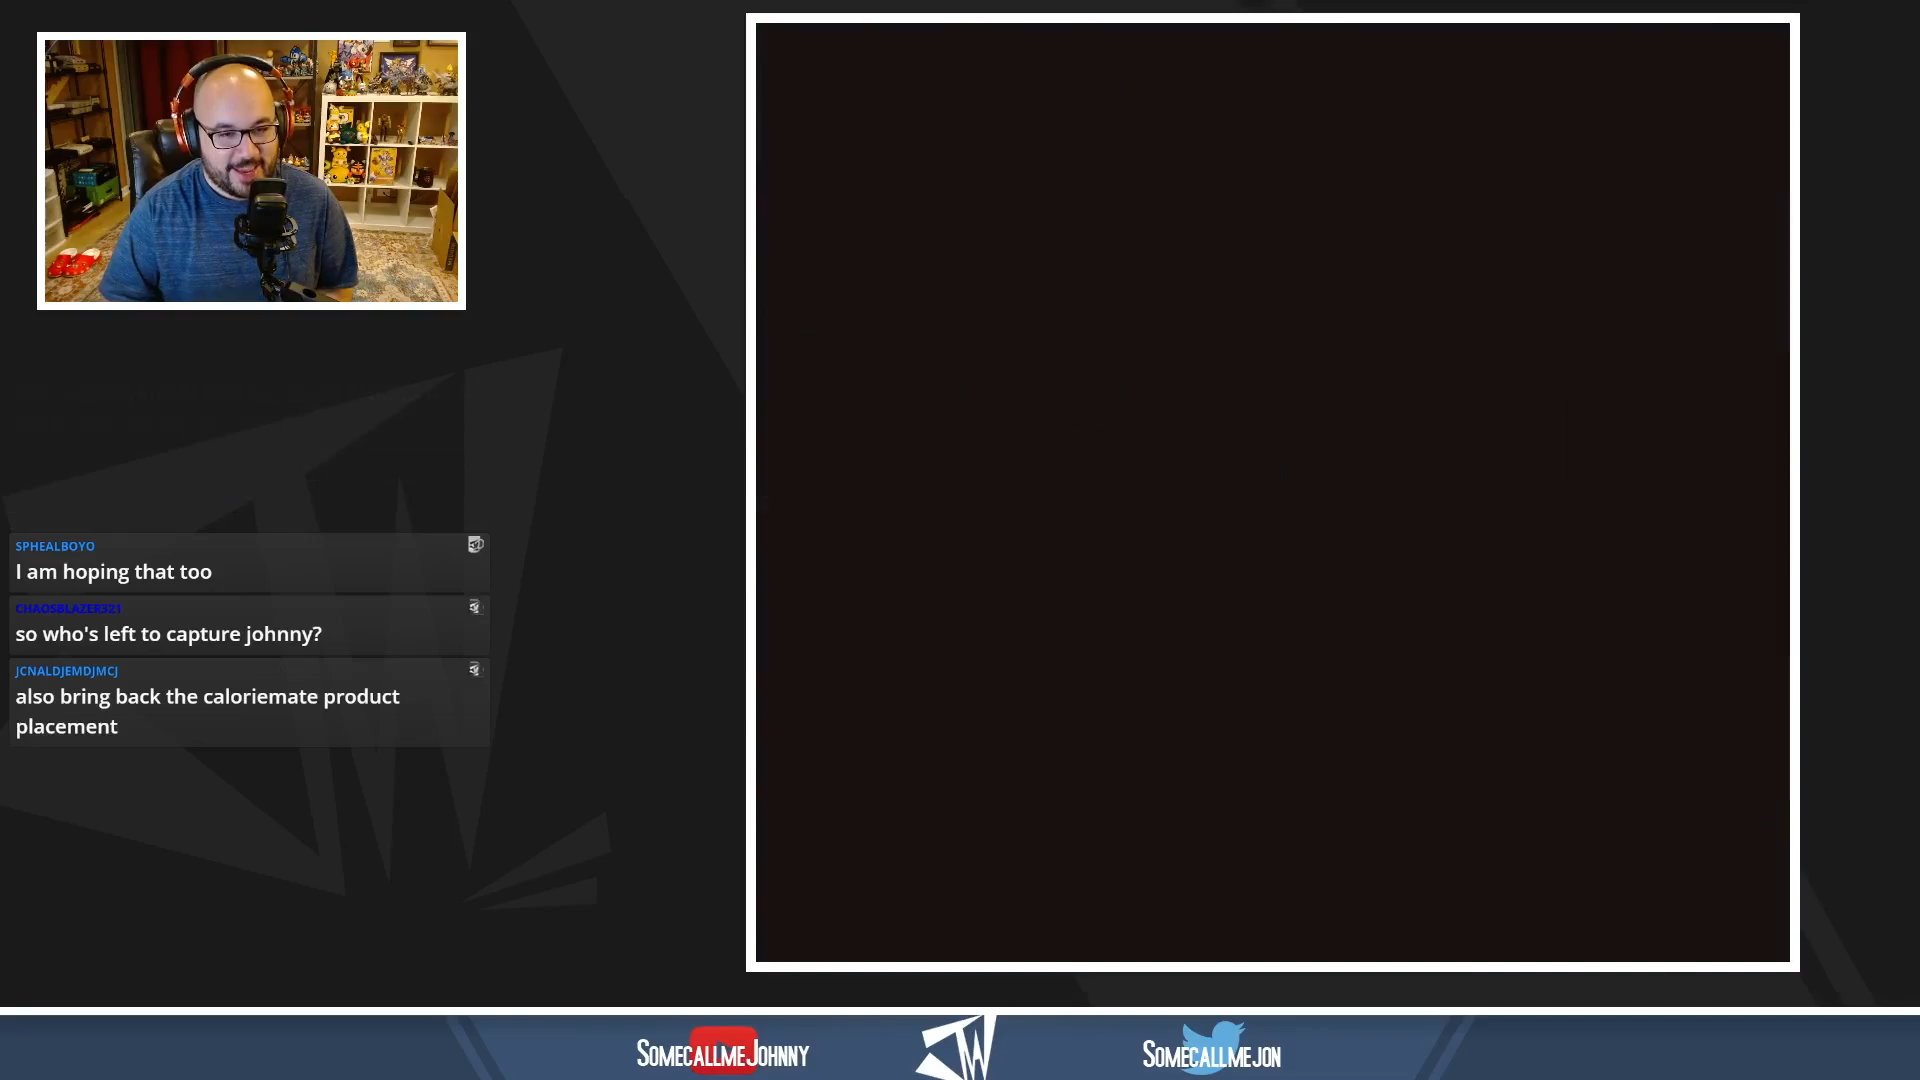 SPHEALBOYO
I am hoping that too
CHAOSBLAZER321
so who's left to capture johnny?
JCNALDJEMDJMCJ
also bring back the caloriemate product
placement
SOMECALLMEJOHNNY
SOMECALLMEJON